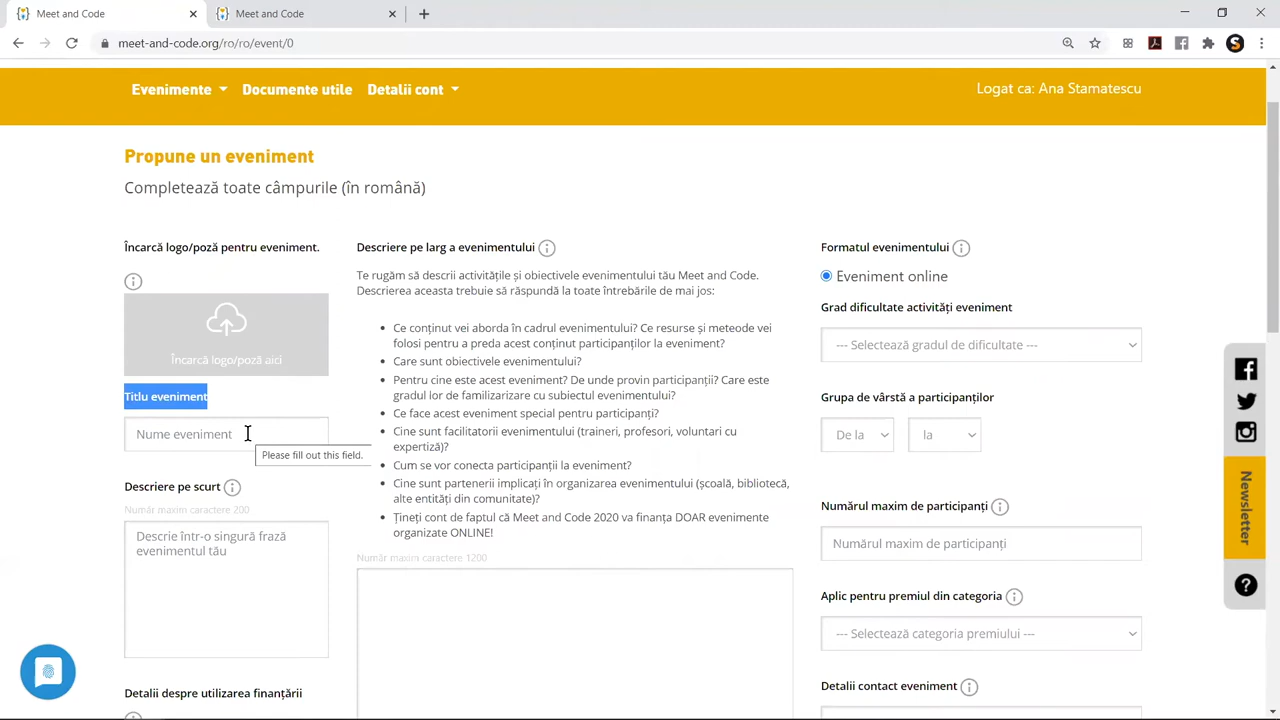 Meet and Code
Meet and Code
meet-and-code.org/ro/ro/event/0
Evenimente
Documente utile
Detalii cont
Logat ca: Ana Stamatescu
Propune un eveniment
Completează toate câmpurile (în română)
Încarcă logo/poză pentru eveniment.
Încarcă logo/poză aici
Titlu eveniment
Nume eveniment
Please fill out this field.
Descriere pe scurt
Număr maxim caractere 200
Descrie într-o singură frază
evenimentul tău
Detalii despre utilizarea finanțării
Descriere pe larg a evenimentului
Te rugăm să descrii activitățile și obiectivele evenimentului tău Meet and Code.
Descrierea aceasta trebuie să răspundă la toate întrebările de mai jos:
Ce conținut vei aborda în cadrul evenimentului? Ce resurse și meteode vei
folosi pentru a preda acest conținut participanților la eveniment?
Care sunt obiectivele evenimentului?
Pentru cine este acest eveniment? De unde provin participanții? Care este
gradul lor de familizarizare cu subiectul evenimentului?
Ce face acest eveniment special pentru participanți?
Cine sunt facilitatorii evenimentului (traineri, profesori, voluntari cu
expertiză)?
Cum se vor conecta participanții la eveniment?
Cine sunt partenerii implicați în organizarea evenimentului (școală, bibliotecă,
alte entități din comunitate)?
Țineți cont de faptul că Meet and Code 2020 va finanța DOAR evenimente
organizate ONLINE!
Număr maxim caractere 1200
Formatul evenimentului
Eveniment online
Grad dificultate activități eveniment
--- Selectează gradul de dificultate ---
Grupa de vârstă a participanților
De la
la
Numărul maxim de participanți
Numărul maxim de participanți
Aplic pentru premiul din categoria
--- Selectează categoria premiului ---
Detalii contact eveniment
Newsletter